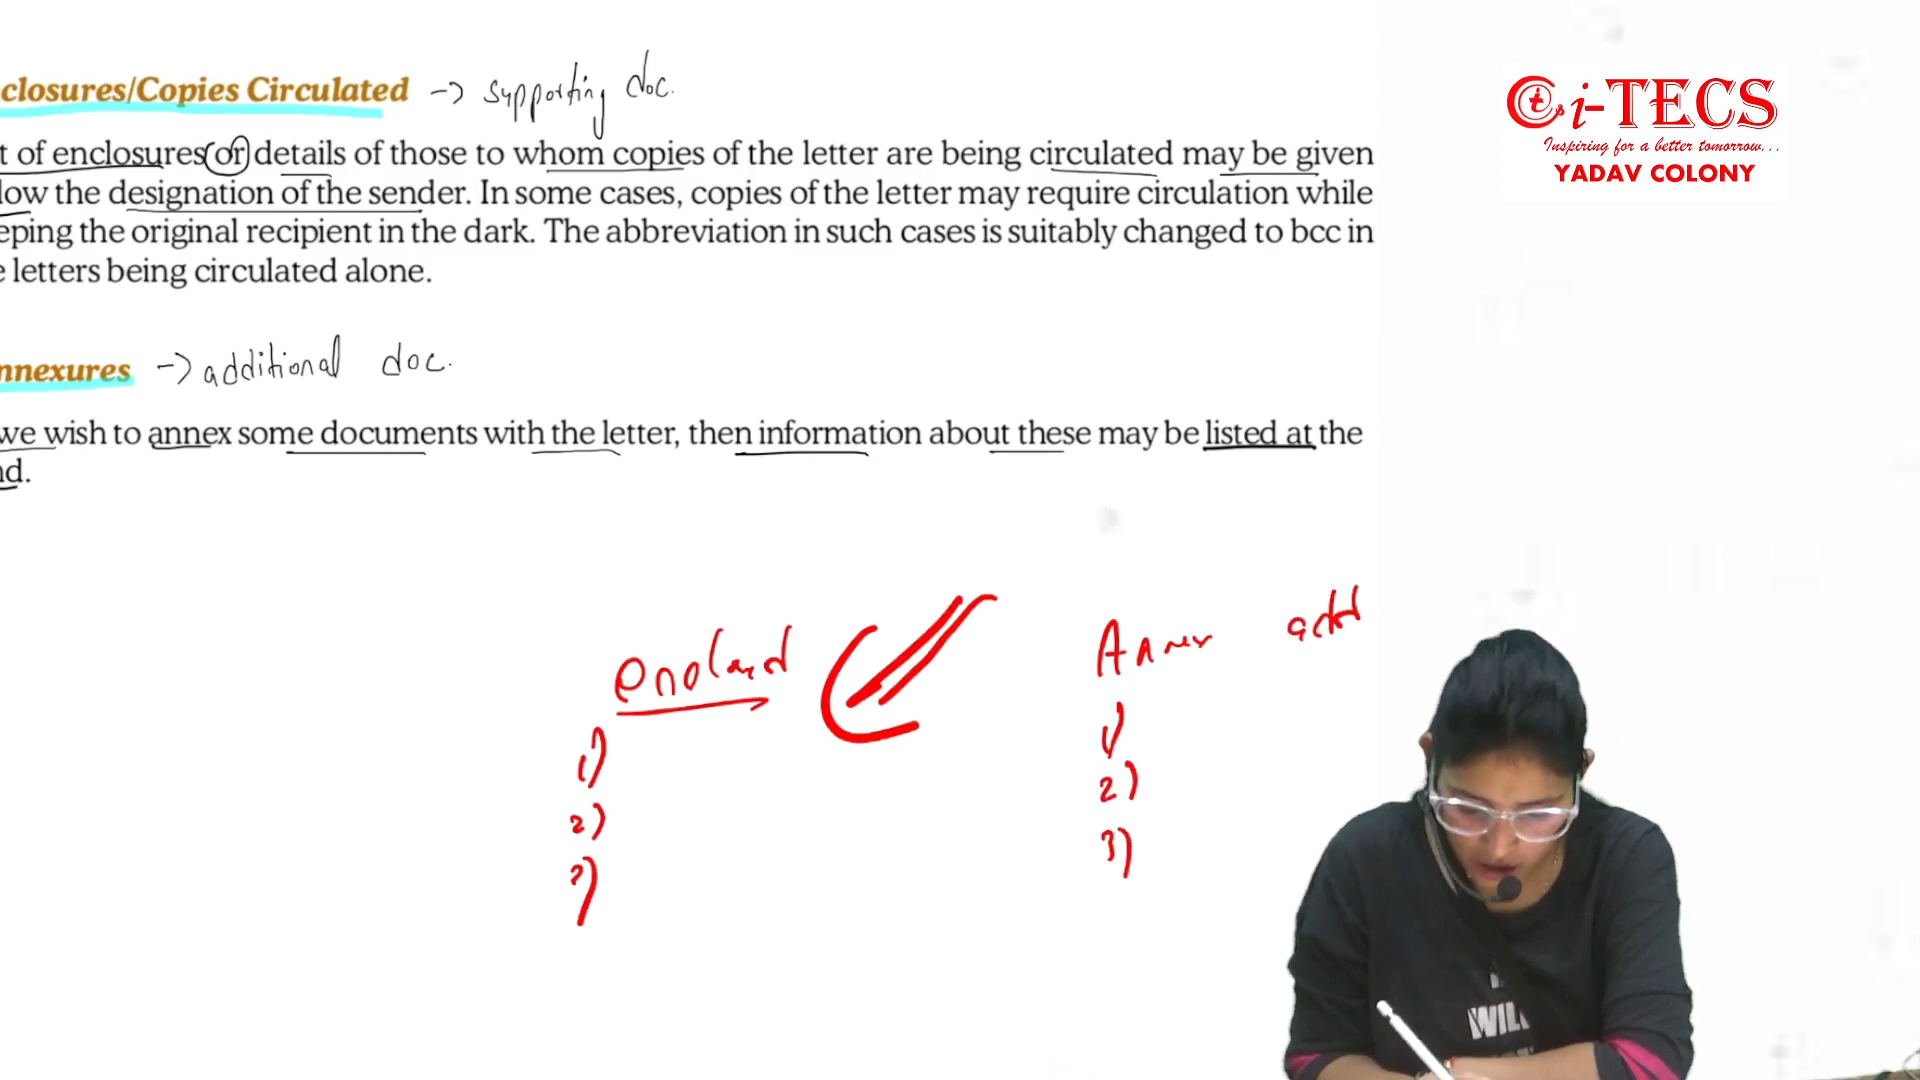 closures/Copies Circulated -> supporting doc.
t of enclosures (or) details of those to whom copies of the letter are being circulated may be given
low the designation of the sender. In some cases, copies of the letter may require circulation while
eping the original recipient in the dark. The abbreviation in such cases is suitably changed to bcc in
e letters being circulated alone.
nnexures -> additional doc.
we wish to annex some documents with the letter, then information about these may be listed at the
nd.
Annex
1)
2)
3)
1)
2)
3)
i-TECS
Inspiring for a better tomorrow...
YADAV COLONY
WILL